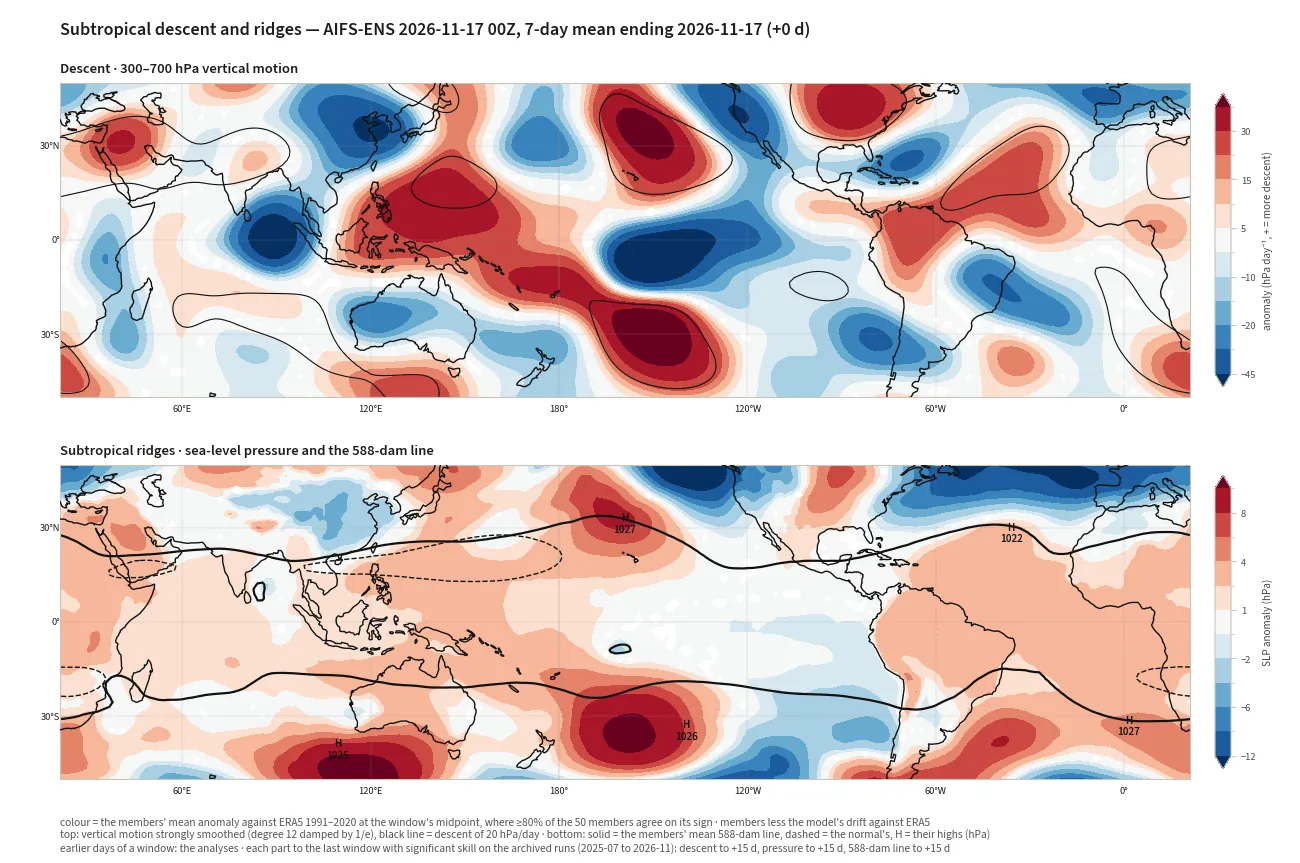 Subtropical descent and ridges — AIFS-ENS 2026-11-17 00Z, 7-day mean ending 2026-11-17 (+0 d)
Descent · 300–700 hPa vertical motion
30°N
0°
30°S
60°E
120°E
180°
120°W
60°W
0°
30
15
5
−10
−20
−45
anomaly (hPa day⁻¹, + = more descent)
Subtropical ridges · sea-level pressure and the 588-dam line
30°N
0°
30°S
H
1027
H
1022
H
1025
H
1026
H
1027
60°E
120°E
180°
120°W
60°W
0°
8
4
1
−2
−6
−12
SLP anomaly (hPa)
colour = the members' mean anomaly against ERA5 1991–2020 at the window's midpoint, where ≥80% of the 50 members agree on its sign · members less the model's drift against ERA5
top: vertical motion strongly smoothed (degree 12 damped by 1/e), black line = descent of 20 hPa/day · bottom: solid = the members' mean 588-dam line, dashed = the normal's, H = their highs (hPa)
earlier days of a window: the analyses · each part to the last window with significant skill on the archived runs (2025-07 to 2026-11): descent to +15 d, pressure to +15 d, 588-dam line to +15 d